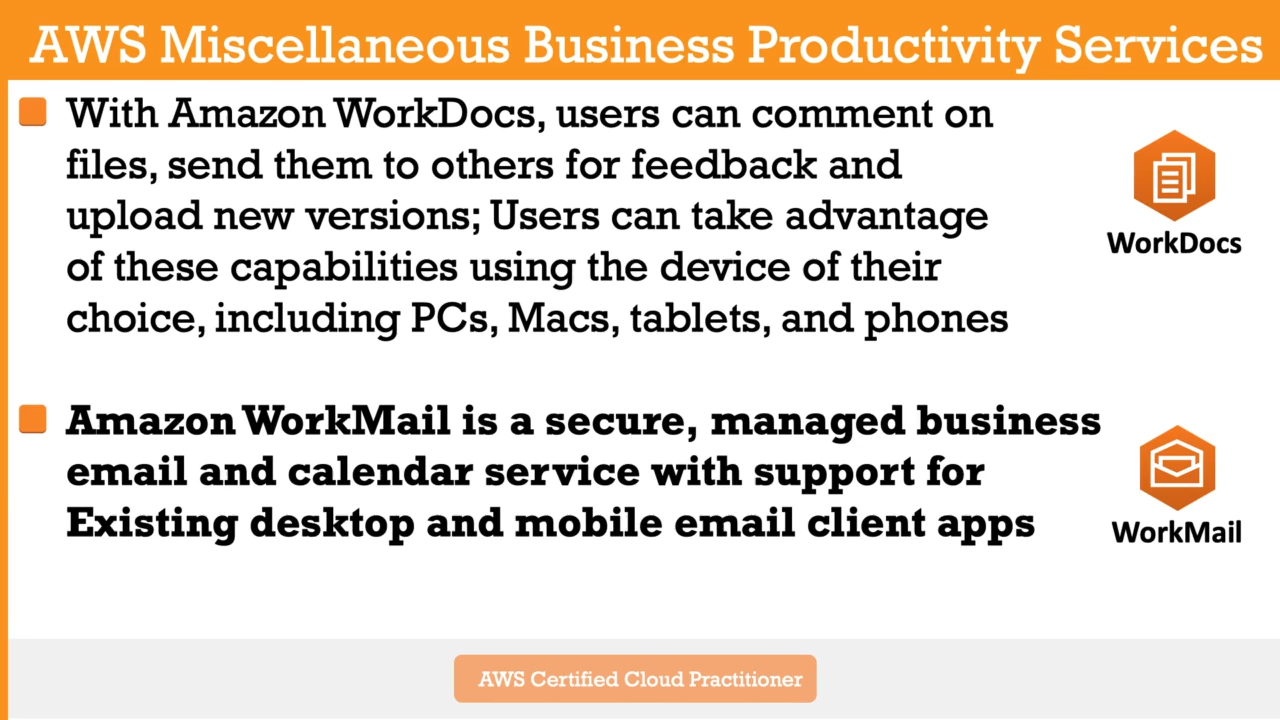 AWS Miscellaneous Business Productivity Services
With Amazon WorkDocs, users can comment on
files, send them to others for feedback and
upload new versions; Users can take advantage
of these capabilities using the device of their
choice, including PCs, Macs, tablets, and phones
WorkDocs
Amazon WorkMail is a secure, managed business
email and calendar service with support for
Existing desktop and mobile email client apps
WorkMail
AWS Certified Cloud Practitioner